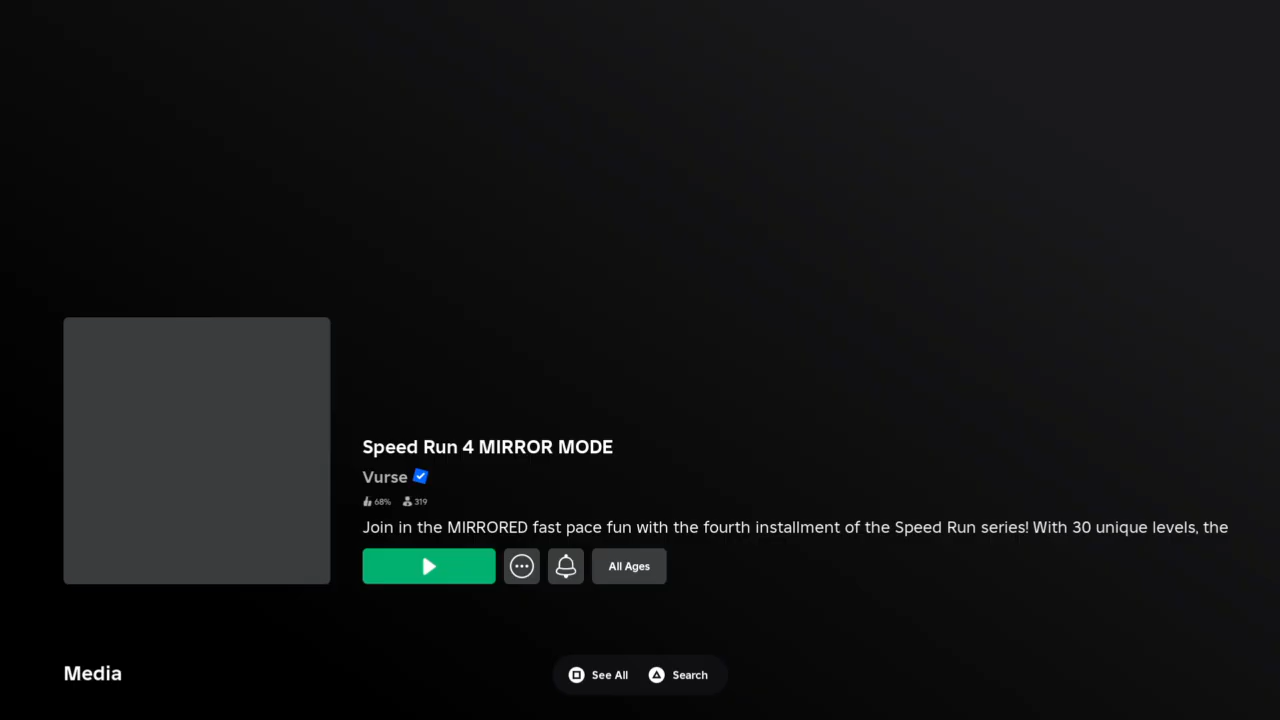 Speed Run 4 MIRROR MODE
Vurse
68% 319
Join in the MIRRORED fast pace fun with the fourth installment of the Speed Run series! With 30 unique levels, the
All Ages
Media
See All Search